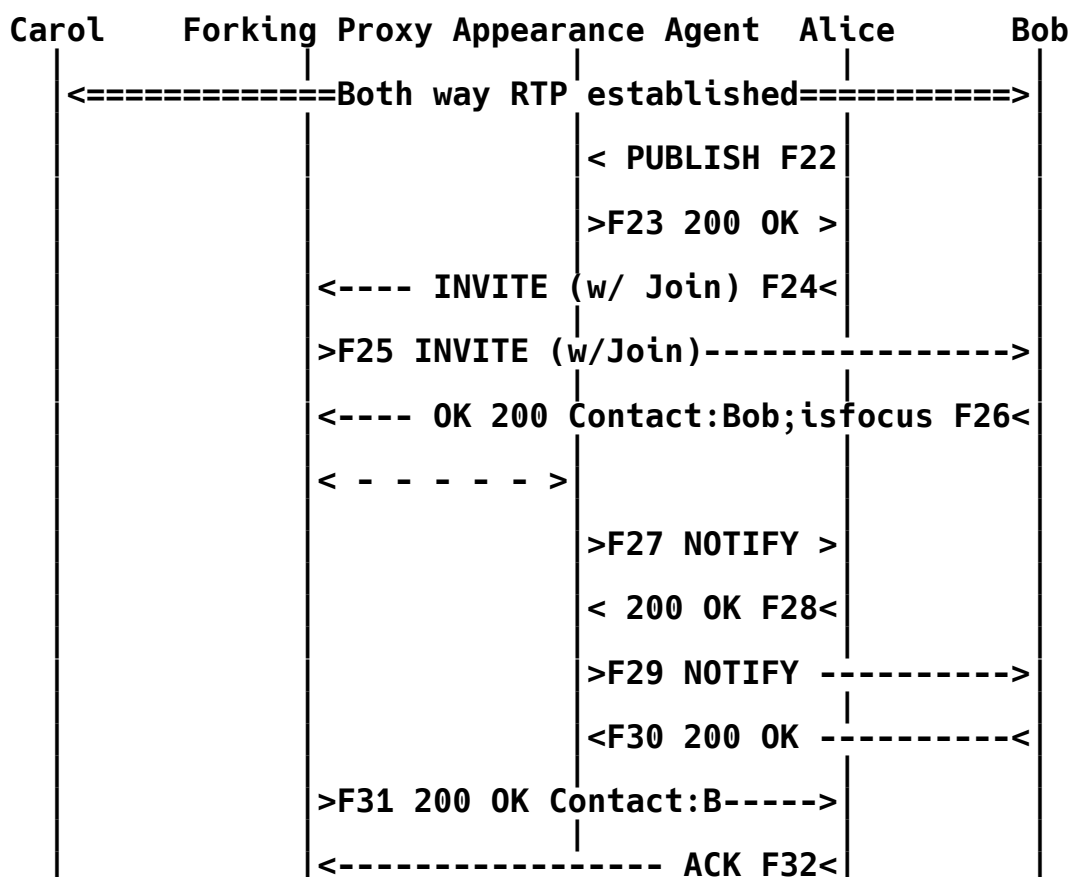 Carol Forking Proxy Appearance Agent Alice Bob
<=============Both way RTP established===========>
< PUBLISH F22
>F23 200 OK >
<---- INVITE (w/ Join) F24<
>F25 INVITE (w/Join)---------------->
<---- OK 200 Contact:Bob;isfocus F26<
< - - - - - >
>F27 NOTIFY >
< 200 OK F28<
>F29 NOTIFY ---------->
<F30 200 OK ----------<
>F31 200 OK Contact:B----->
<----------------- ACK F32<